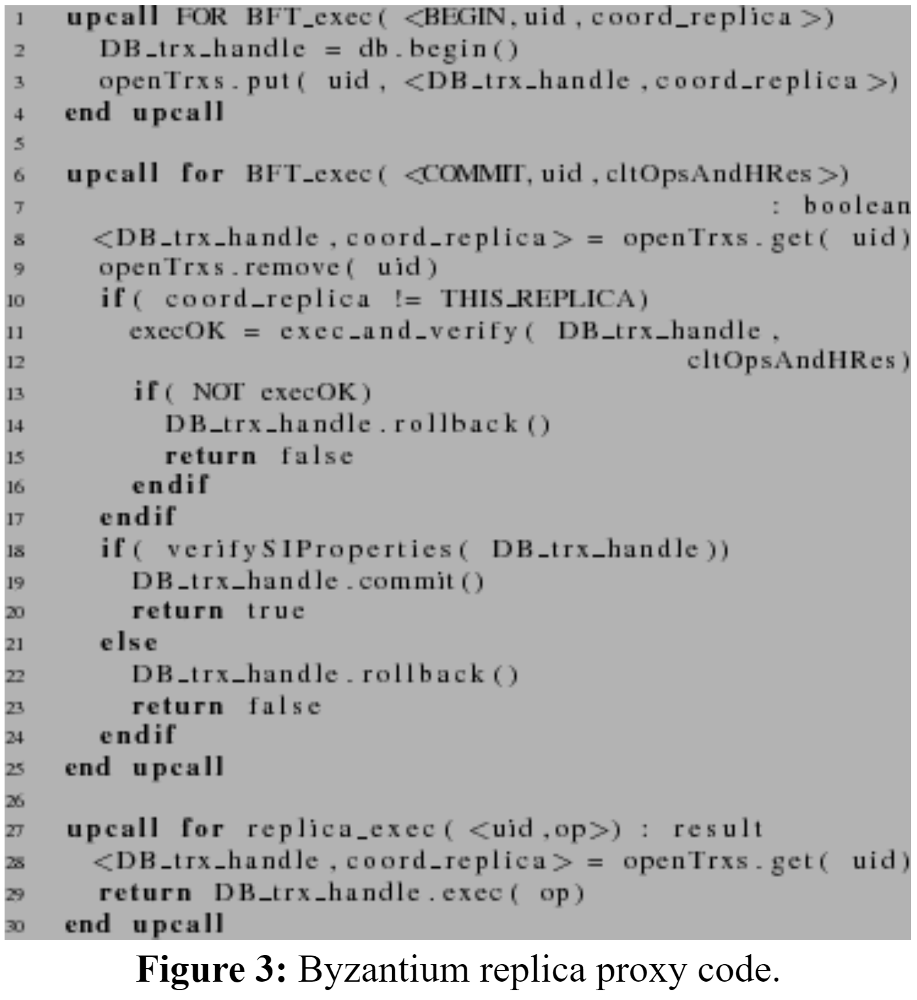 1 upcall FOR BFT_exec( <BEGIN, uid, coord_replica>)
2 DB_trx_handle = db.begin()
3 openTrxs.put( uid, <DB_trx_handle, coord_replica>)
4 end upcall
5
6 upcall for BFT_exec( <COMMIT, uid, cltOpsAndHRes>)
7 : boolean
8 <DB_trx_handle, coord_replica> = openTrxs.get( uid)
9 openTrxs.remove( uid)
10 if( coord_replica != THIS_REPLICA)
11 execOK = exec_and_verify( DB_trx_handle,
12 cltOpsAndHRes)
13 if( NOT execOK)
14 DB_trx_handle.rollback()
15 return false
16 endif
17 endif
18 if( verifySIProperties( DB_trx_handle))
19 DB_trx_handle.commit()
20 return true
21 else
22 DB_trx_handle.rollback()
23 return false
24 endif
25 end upcall
26
27 upcall for replica_exec( <uid, op>) : result
28 <DB_trx_handle, coord_replica> = openTrxs.get( uid)
29 return DB_trx_handle.exec( op)
30 end upcall
Figure 3: Byzantium replica proxy code.